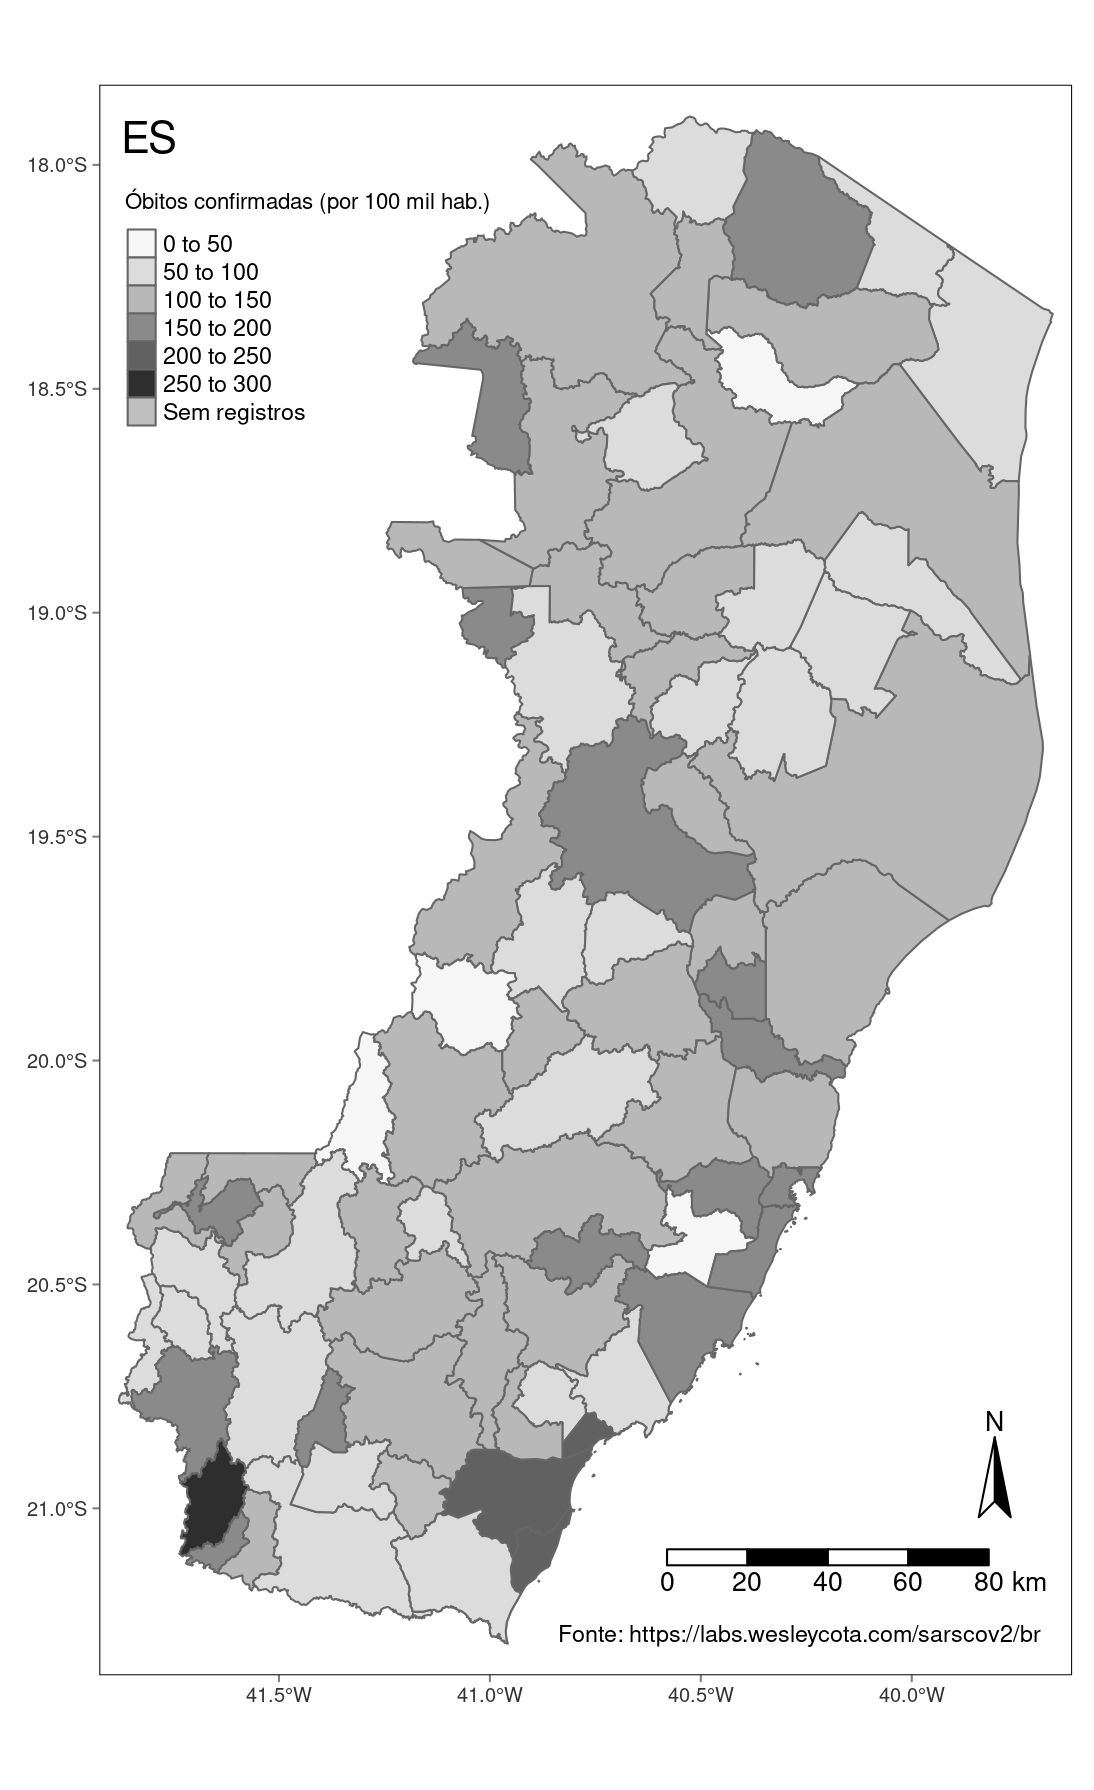 ES
Óbitos confirmadas (por 100 mil hab.)
0 to 50
50 to 100
100 to 150
150 to 200
200 to 250
250 to 300
Sem registros
18.0°S
18.5°S
19.0°S
19.5°S
20.0°S
20.5°S
21.0°S
N
0 20 40 60 80 km
Fonte: https://labs.wesleycota.com/sarscov2/br
41.5°W 41.0°W 40.5°W 40.0°W